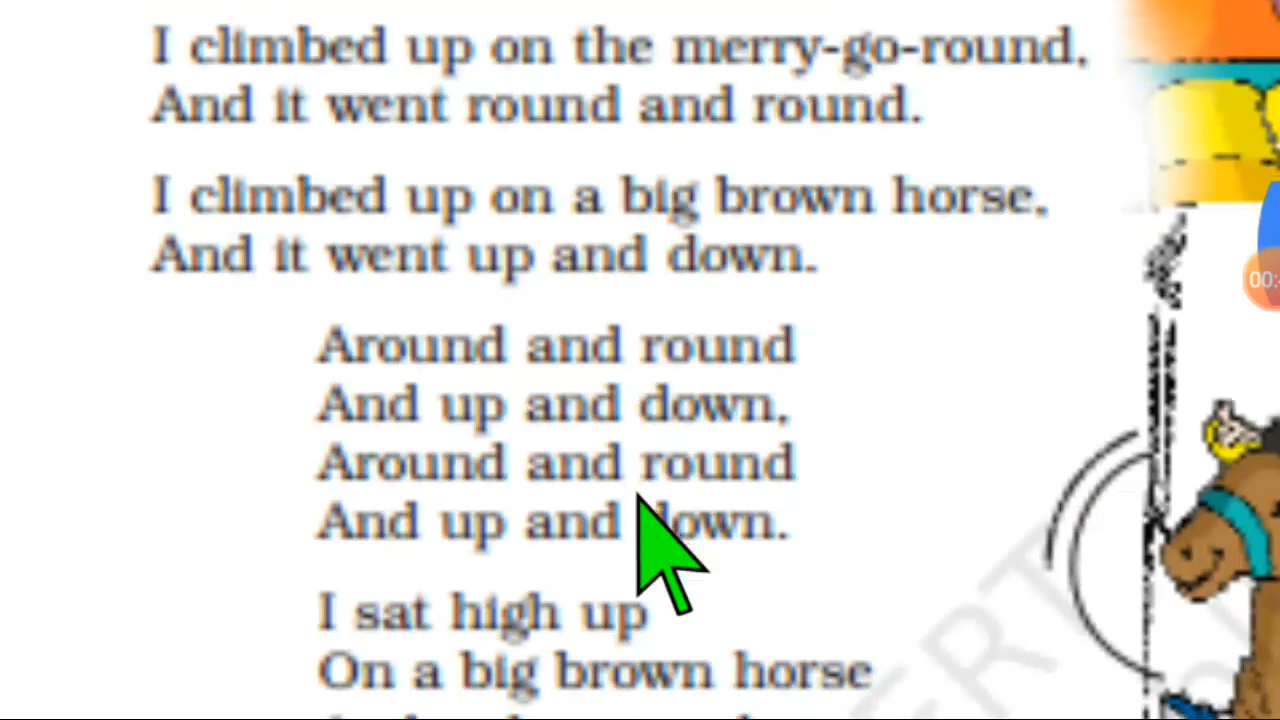 I climbed up on the merry-go-round,
And it went round and round.
I climbed up on a big brown horse,
And it went up and down.
Around and round
And up and down,
Around and round
And up and down.
I sat high up
On a big brown horse